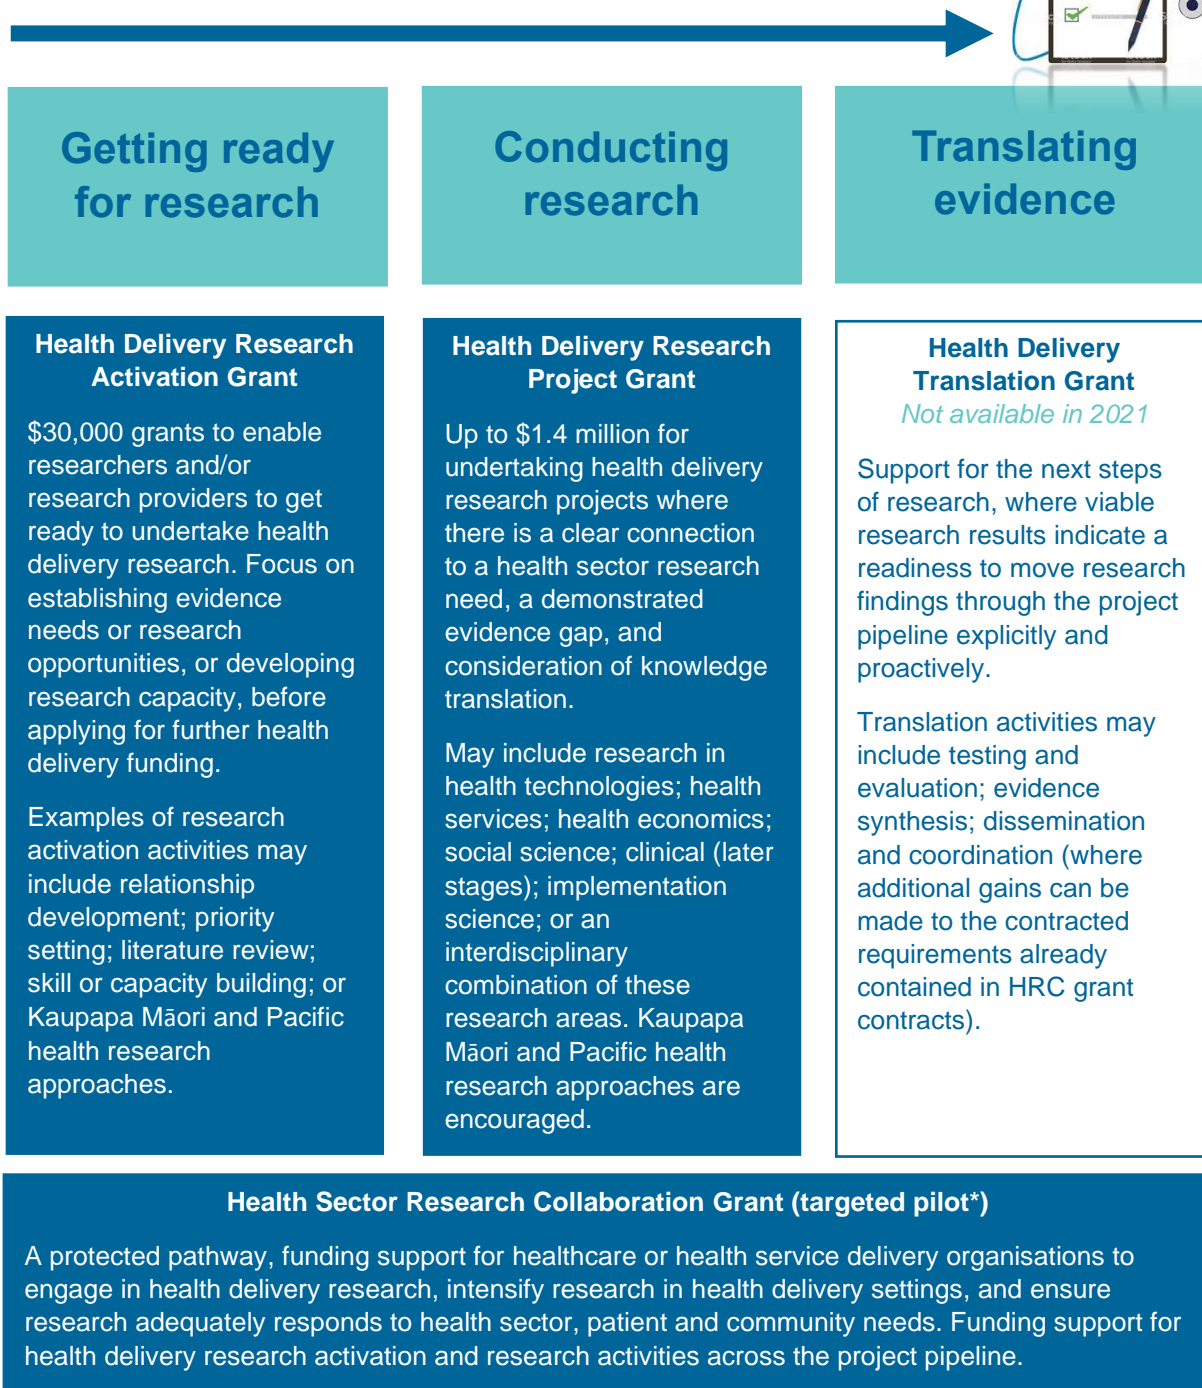 Getting ready
for research
Conducting
research
Translating
evidence
Health Delivery Research
Activation Grant
$30,000 grants to enable
researchers and/or
research providers to get
ready to undertake health
delivery research. Focus on
establishing evidence
needs or research
opportunities, or developing
research capacity, before
applying for further health
delivery funding.
Examples of research
activation activities may
include relationship
development; priority
setting; literature review;
skill or capacity building; or
Kaupapa Māori and Pacific
health research
approaches.
Health Delivery Research
Project Grant
Up to $1.4 million for
undertaking health delivery
research projects where
there is a clear connection
to a health sector research
need, a demonstrated
evidence gap, and
consideration of knowledge
translation.
May include research in
health technologies; health
services; health economics;
social science; clinical (later
stages); implementation
science; or an
interdisciplinary
combination of these
research areas. Kaupapa
Māori and Pacific health
research approaches are
encouraged.
Health Delivery
Translation Grant
Not available in 2021
Support for the next steps
of research, where viable
research results indicate a
readiness to move research
findings through the project
pipeline explicitly and
proactively.
Translation activities may
include testing and
evaluation; evidence
synthesis; dissemination
and coordination (where
additional gains can be
made to the contracted
requirements already
contained in HRC grant
contracts).
Health Sector Research Collaboration Grant (targeted pilot*)
A protected pathway, funding support for healthcare or health service delivery organisations to
engage in health delivery research, intensify research in health delivery settings, and ensure
research adequately responds to health sector, patient and community needs. Funding support for
health delivery research activation and research activities across the project pipeline.